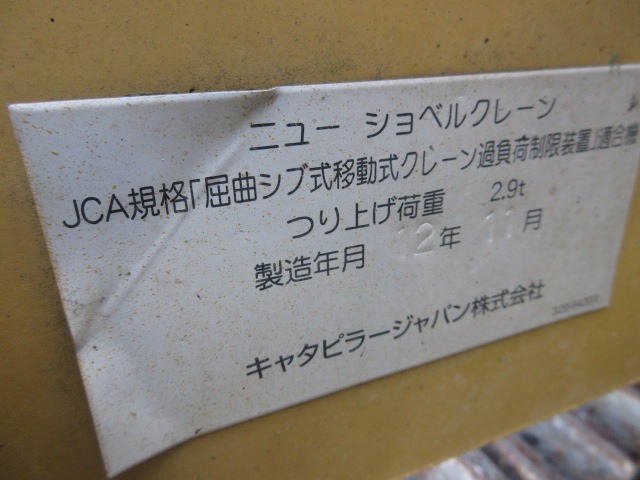 ニュー ショベルクレーン
JCA規格「屈曲ジブ式移動式クレーン過負荷制限装置」適合機
つり上げ荷重 2.9t
製造年月 12年 11月
キャタピラージャパン株式会社